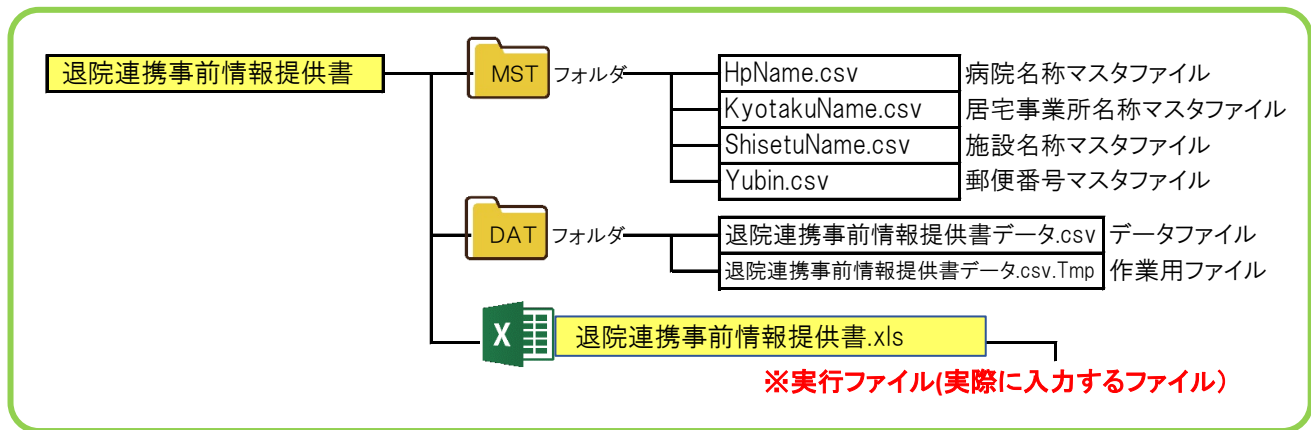 退院連携事前情報提供書
MST フォルダ
HpName.csv 病院名称マスタファイル
KyotakuName.csv 居宅事業所名称マスタファイル
ShisetuName.csv 施設名称マスタファイル
Yubin.csv 郵便番号マスタファイル
DAT フォルダ
退院連携事前情報提供書データ.csv データファイル
退院連携事前情報提供書データ.csv.Tmp 作業用ファイル
X 退院連携事前情報提供書.xls
※実行ファイル(実際に入力するファイル）